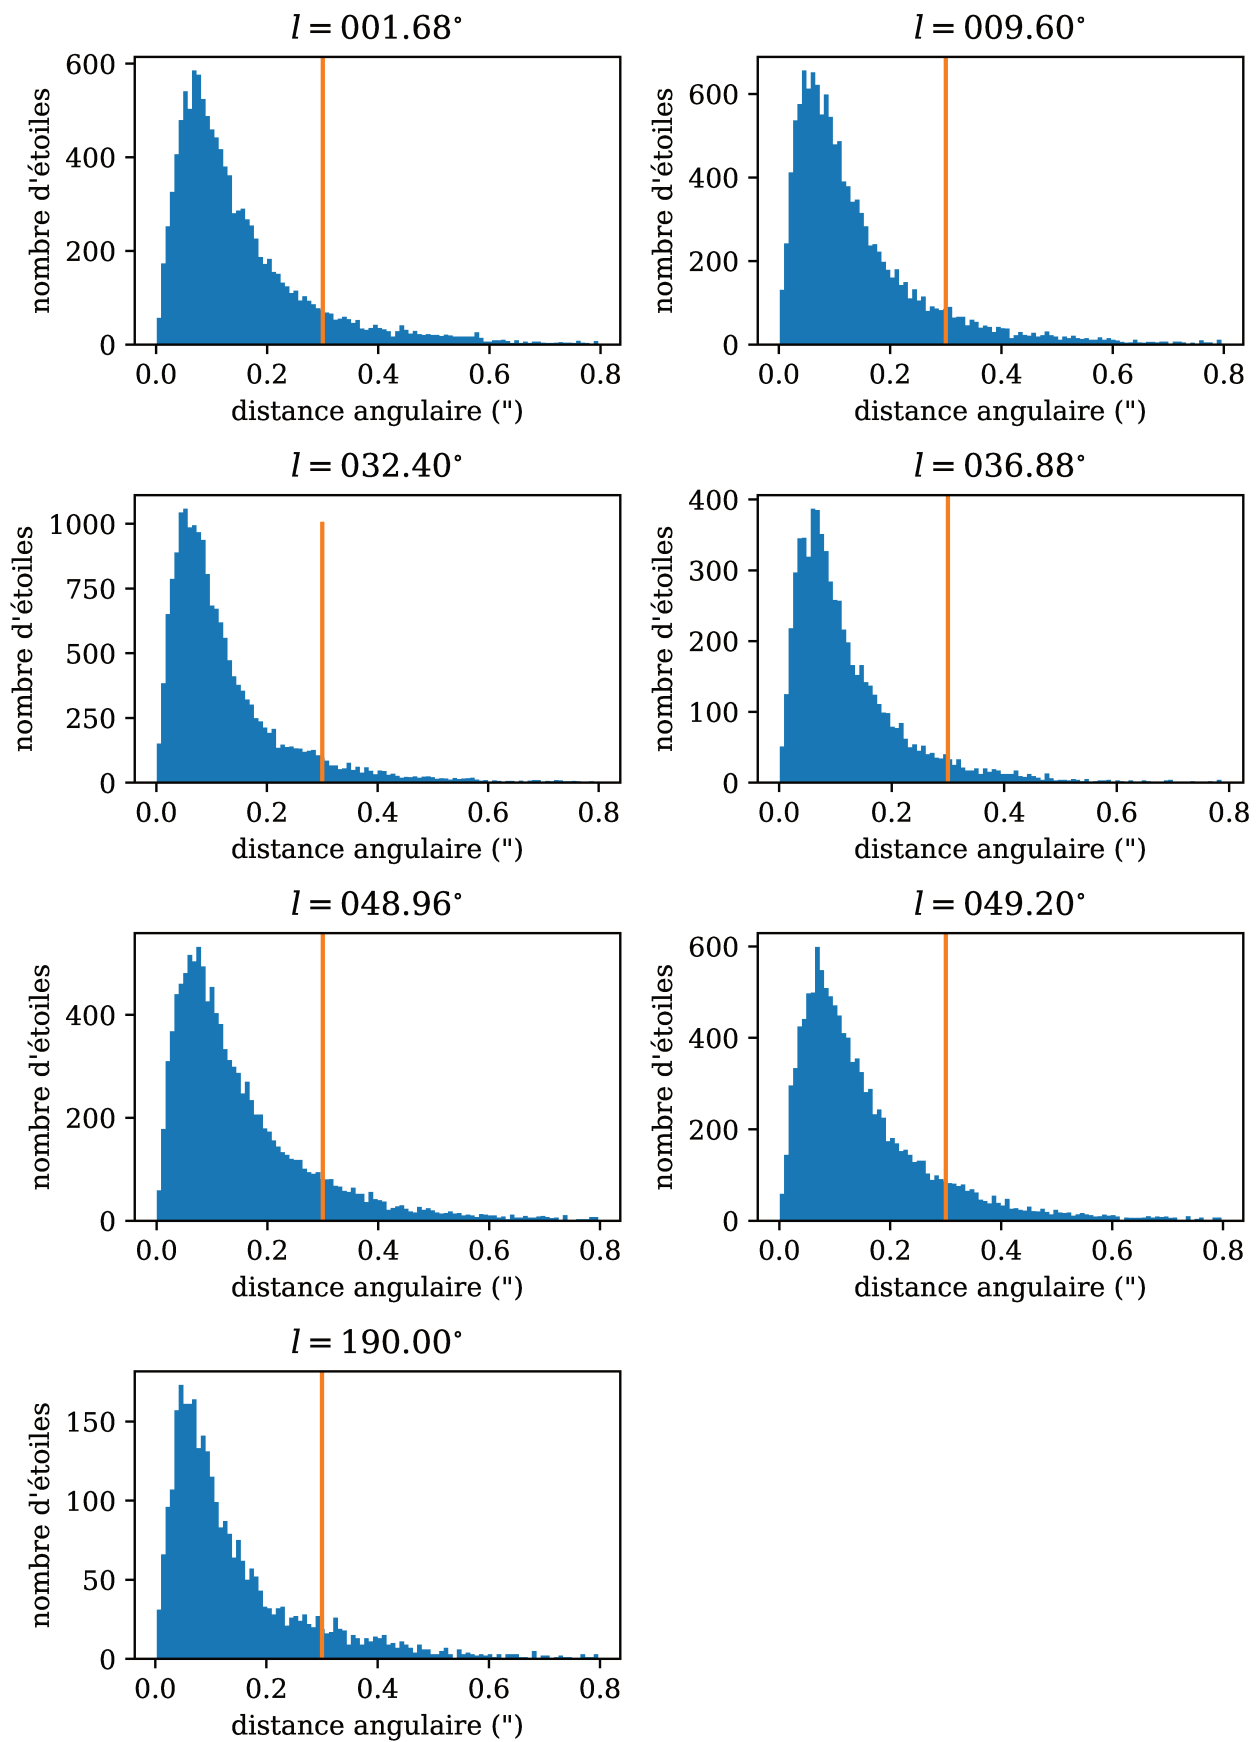 l = 001.68°
600
400
200
0
nombre d'étoiles
0.0 0.2 0.4 0.6 0.8
distance angulaire (")
l = 009.60°
600
400
200
0
nombre d'étoiles
0.0 0.2 0.4 0.6 0.8
distance angulaire (")
l = 032.40°
1000
750
500
250
0
nombre d'étoiles
0.0 0.2 0.4 0.6 0.8
distance angulaire (")
l = 036.88°
400
300
200
100
0
nombre d'étoiles
0.0 0.2 0.4 0.6 0.8
distance angulaire (")
l = 048.96°
400
200
0
nombre d'étoiles
0.0 0.2 0.4 0.6 0.8
distance angulaire (")
l = 049.20°
600
400
200
0
nombre d'étoiles
0.0 0.2 0.4 0.6 0.8
distance angulaire (")
l = 190.00°
150
100
50
0
nombre d'étoiles
0.0 0.2 0.4 0.6 0.8
distance angulaire (")